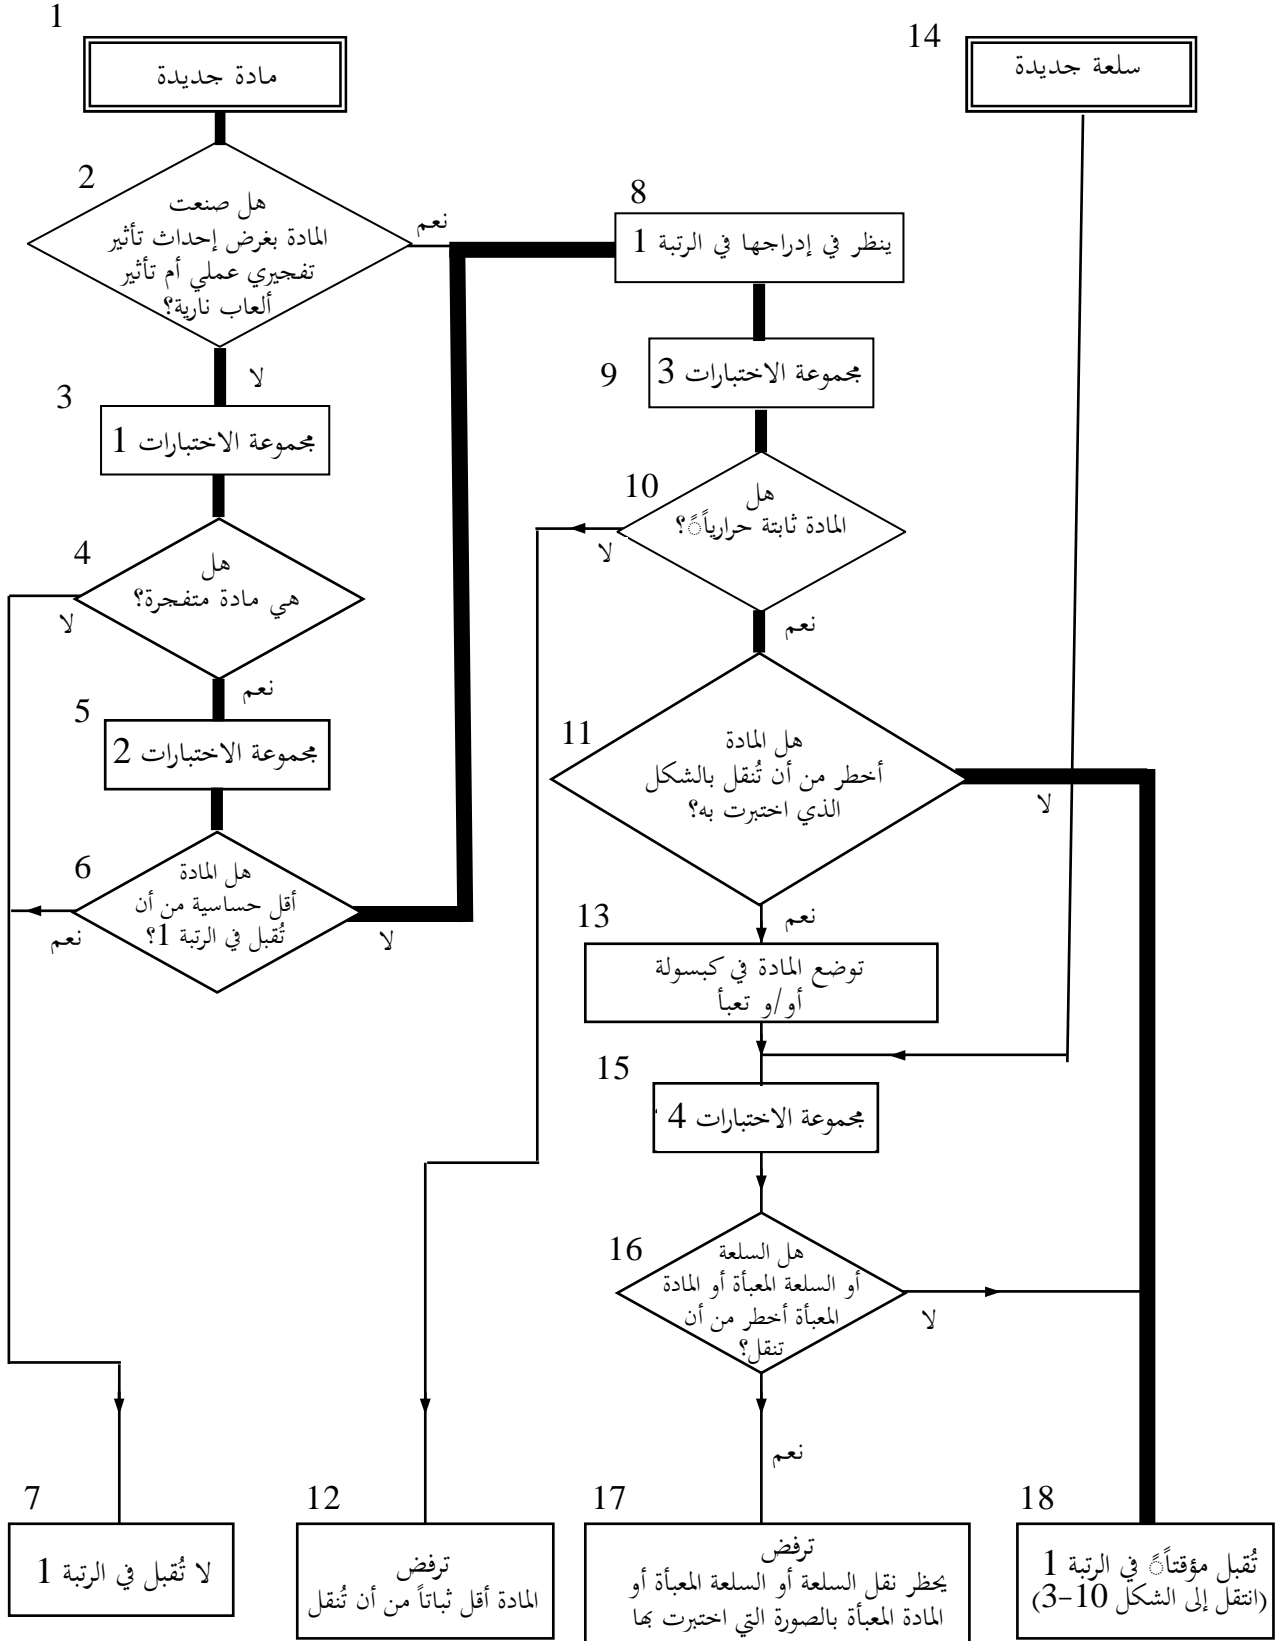 1
مادة جديدة
2
هل صنعت
المادة بغرض إحداث تأثير
تفجيري عملي أم تأثير
ألعاب نارية؟
نعم
لا
3
مجموعة الاختبارات 1
4
هل
هي مادة متفجرة؟
لا
نعم
5
مجموعة الاختبارات 2
6
هل المادة
أقل حساسية من أن
تُقبل في الرتبة 1؟
نعم
لا
7
لا تُقبل في الرتبة 1
8
ينظر في إدراجها في الرتبة 1
9
مجموعة الاختبارات 3
10
هل
المادة ثابتة حرارياً؟
لا
نعم
11
هل المادة
أخطر من أن تُنقل بالشكل
الذي اختبرت به؟
لا
نعم
12
ترفض
المادة أقل ثباتاً من أن تُنقل
13
توضع المادة في كبسولة
أو/و تعبأ
14
سلعة جديدة
15
مجموعة الاختبارات 4
16
هل السلعة
أو السلعة المعبأة أو المادة
المعبأة أخطر من أن
تنقل؟
لا
نعم
17
ترفض
يحظر نقل السلعة أو السلعة المعبأة أو
المادة المعبأة بالصورة التي اختبرت بها
18
تُقبل مؤقتاً في الرتبة 1
(انتقل إلى الشكل 10-3)